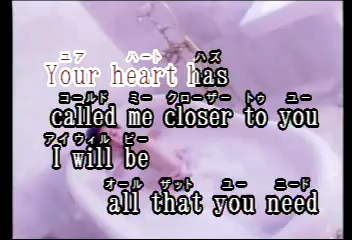 ニア ハート ハズ
Your heart has
コールド ミー クローザー トゥ ユー
called me closer to you
アイ ウィル ビー
I will be
オール ザット ユー ニード
all that you need